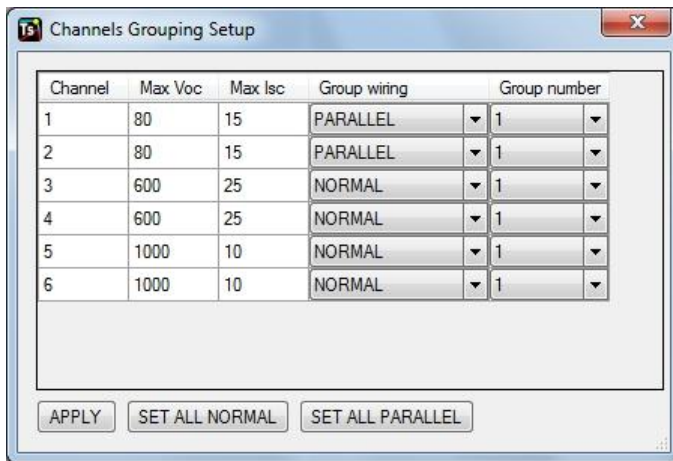 TS Channels Grouping Setup
Channel Max Voc Max Isc Group wiring Group number
1 80 15 PARALLEL 1
2 80 15 PARALLEL 1
3 600 25 NORMAL 1
4 600 25 NORMAL 1
5 1000 10 NORMAL 1
6 1000 10 NORMAL 1
APPLY SET ALL NORMAL SET ALL PARALLEL